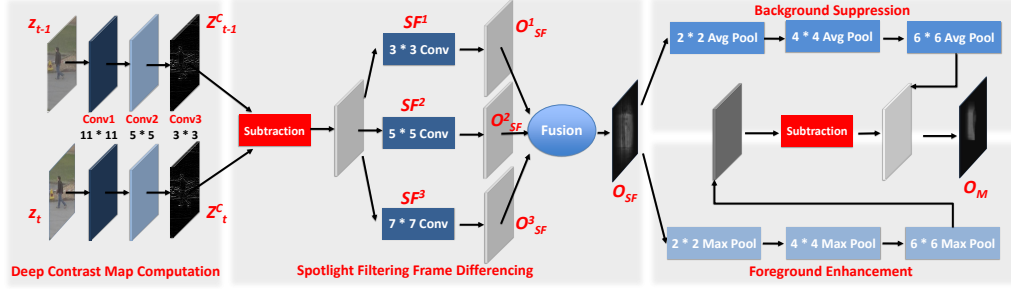 z_{t-1}
Z^C_{t-1}
Conv1
11 * 11
Conv2
5 * 5
Conv3
3 * 3
z_t
Z^C_t
Deep Contrast Map Computation
Subtraction
SF^1
3 * 3 Conv
O^1_{SF}
SF^2
5 * 5 Conv
O^2_{SF}
SF^3
7 * 7 Conv
O^3_{SF}
Fusion
O_{SF}
Spotlight Filtering Frame Differencing
Background Suppression
2 * 2 Avg Pool
4 * 4 Avg Pool
6 * 6 Avg Pool
Subtraction
O_M
2 * 2 Max Pool
4 * 4 Max Pool
6 * 6 Max Pool
Foreground Enhancement